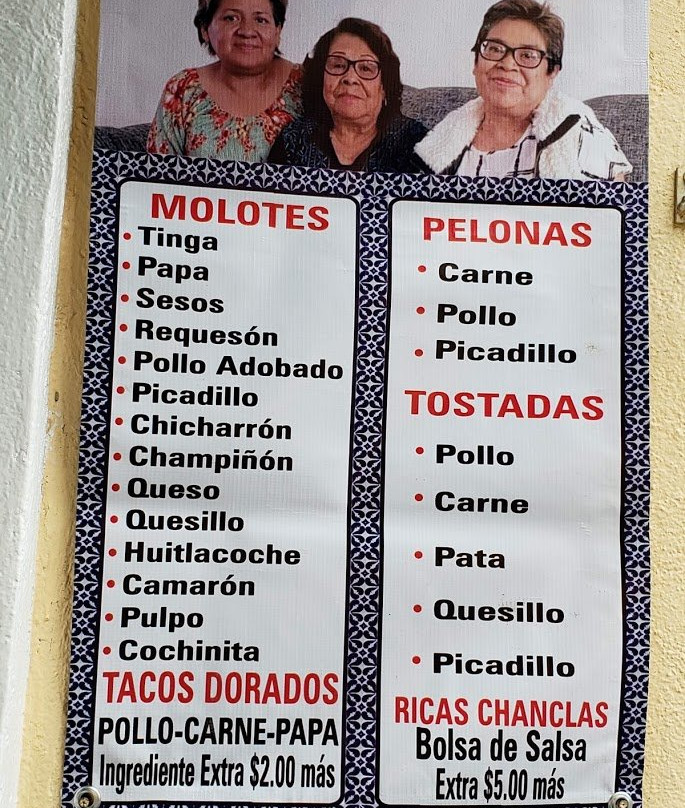 MOLOTES
• Tinga
• Papa
• Sesos
• Requesón
• Pollo Adobado
• Picadillo
• Chicharrón
• Champiñón
• Queso
• Quesillo
• Huitlacoche
• Camarón
• Pulpo
• Cochinita
TACOS DORADOS
POLLO-CARNE-PAPA
Ingrediente Extra $2.00 más
PELONAS
• Carne
• Pollo
• Picadillo
TOSTADAS
• Pollo
• Carne
• Pata
• Quesillo
• Picadillo
RICAS CHANCLAS
Bolsa de Salsa
Extra $5.00 más